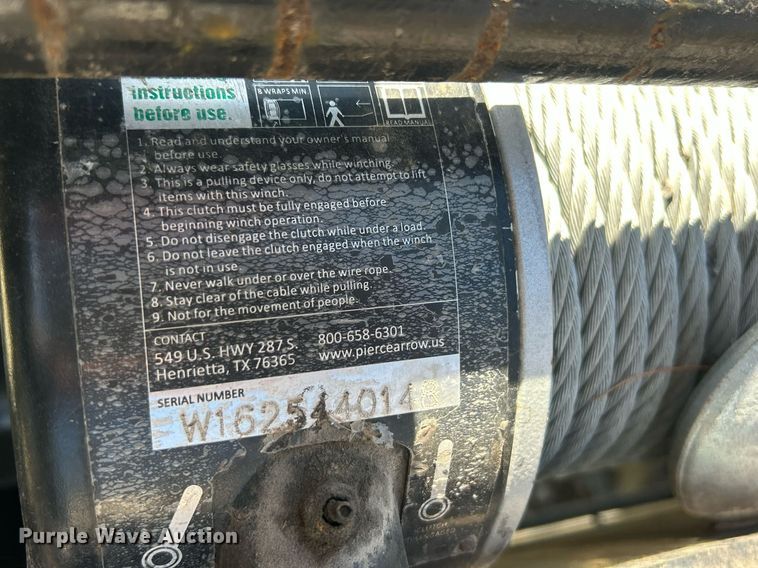 instructions
before use.
8 WRAPS MIN
READ MANUAL
1. Read and understand your owner's manual
before use.
2. Always wear safety glasses while winching.
3. This is a pulling device only, do not attempt to lift
items with this winch.
4. This clutch must be fully engaged before
beginning winch operation.
5. Do not disengage the clutch while under a load.
6. Do not leave the clutch engaged when the winch
is not in use.
7. Never walk under or over the wire rope.
8. Stay clear of the cable while pulling.
9. Not for the movement of people.
CONTACT
549 U.S. HWY 287 S. 800-658-6301
Henrietta, TX 76365 www.piercearrow.us
SERIAL NUMBER
W162544014R
CLUTCH
Purple Wave Auction